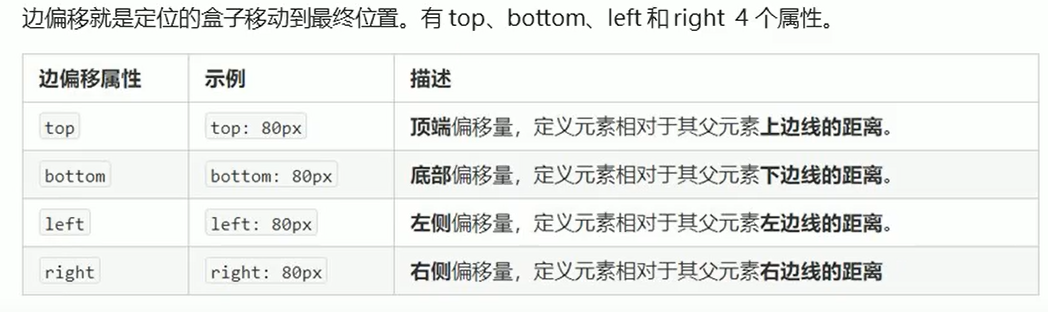 边偏移就是定位的盒子移动到最终位置。有 top、bottom、left 和 right 4 个属性。
边偏移属性 示例 描述
top top: 80px 顶端偏移量，定义元素相对于其父元素上边线的距离。
bottom bottom: 80px 底部偏移量，定义元素相对于其父元素下边线的距离。
left left: 80px 左侧偏移量，定义元素相对于其父元素左边线的距离。
right right: 80px 右侧偏移量，定义元素相对于其父元素右边线的距离